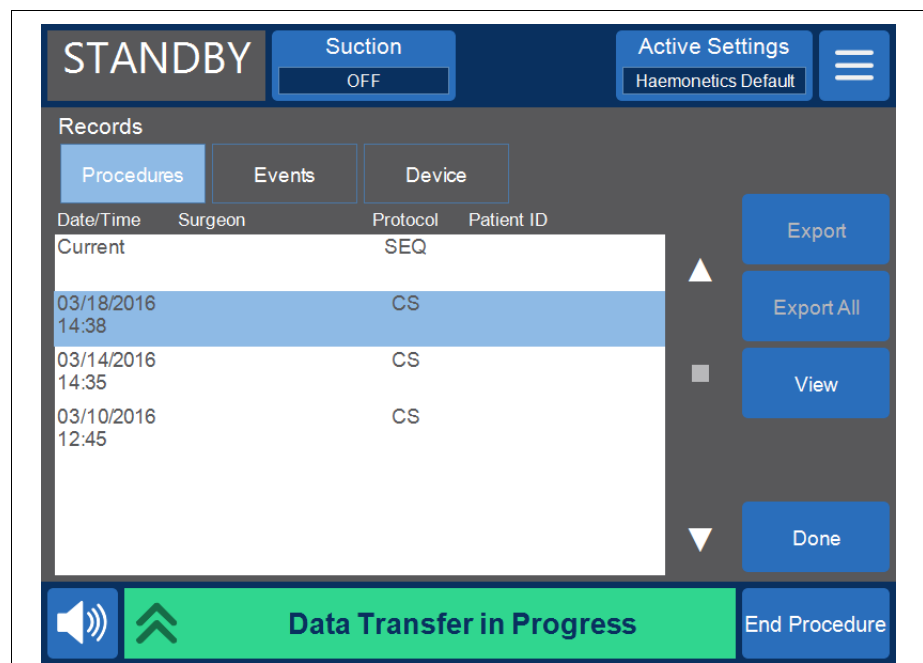 STANDBY Suction Active Settings
OFF Haemonetics Default
Records
Procedures Events Device
Date/Time Surgeon Protocol Patient ID
Current SEQ
Export
03/18/2016 CS
14:38
Export All
03/14/2016 CS
14:35
View
03/10/2016 CS
12:45
Done
Data Transfer in Progress
End Procedure